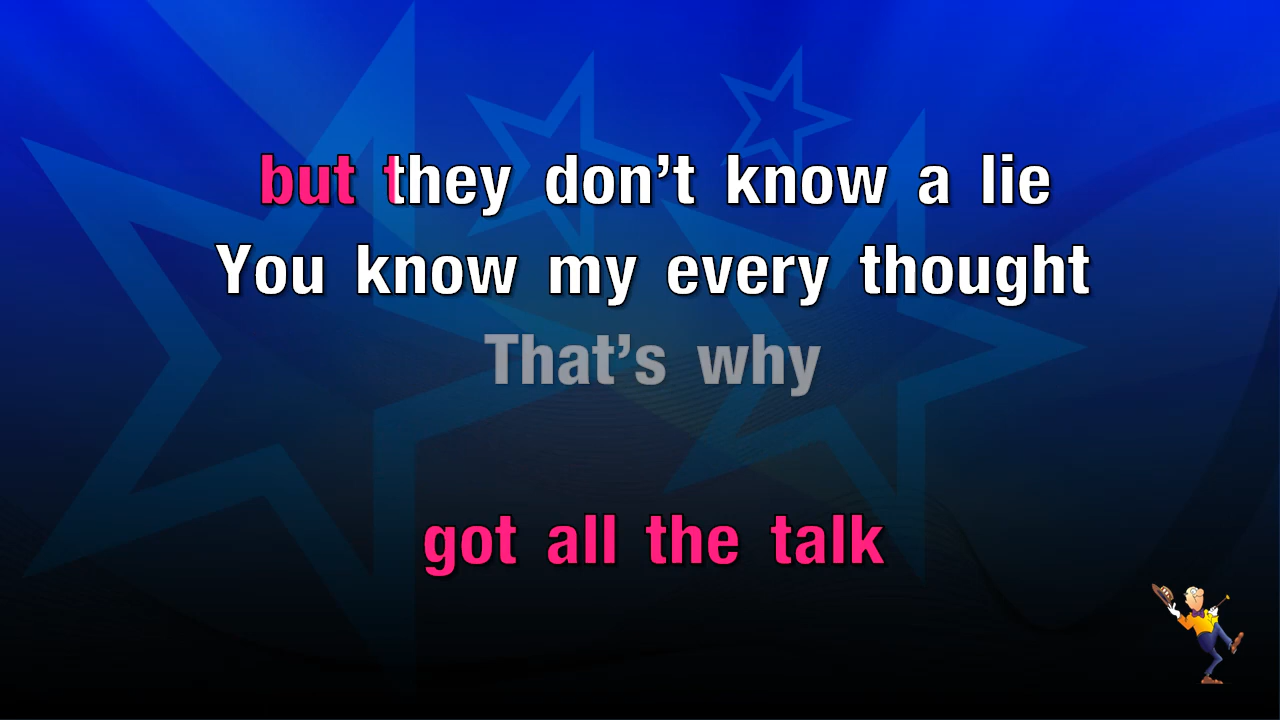 but they don’t know a lie
You know my every thought
That’s why
got all the talk